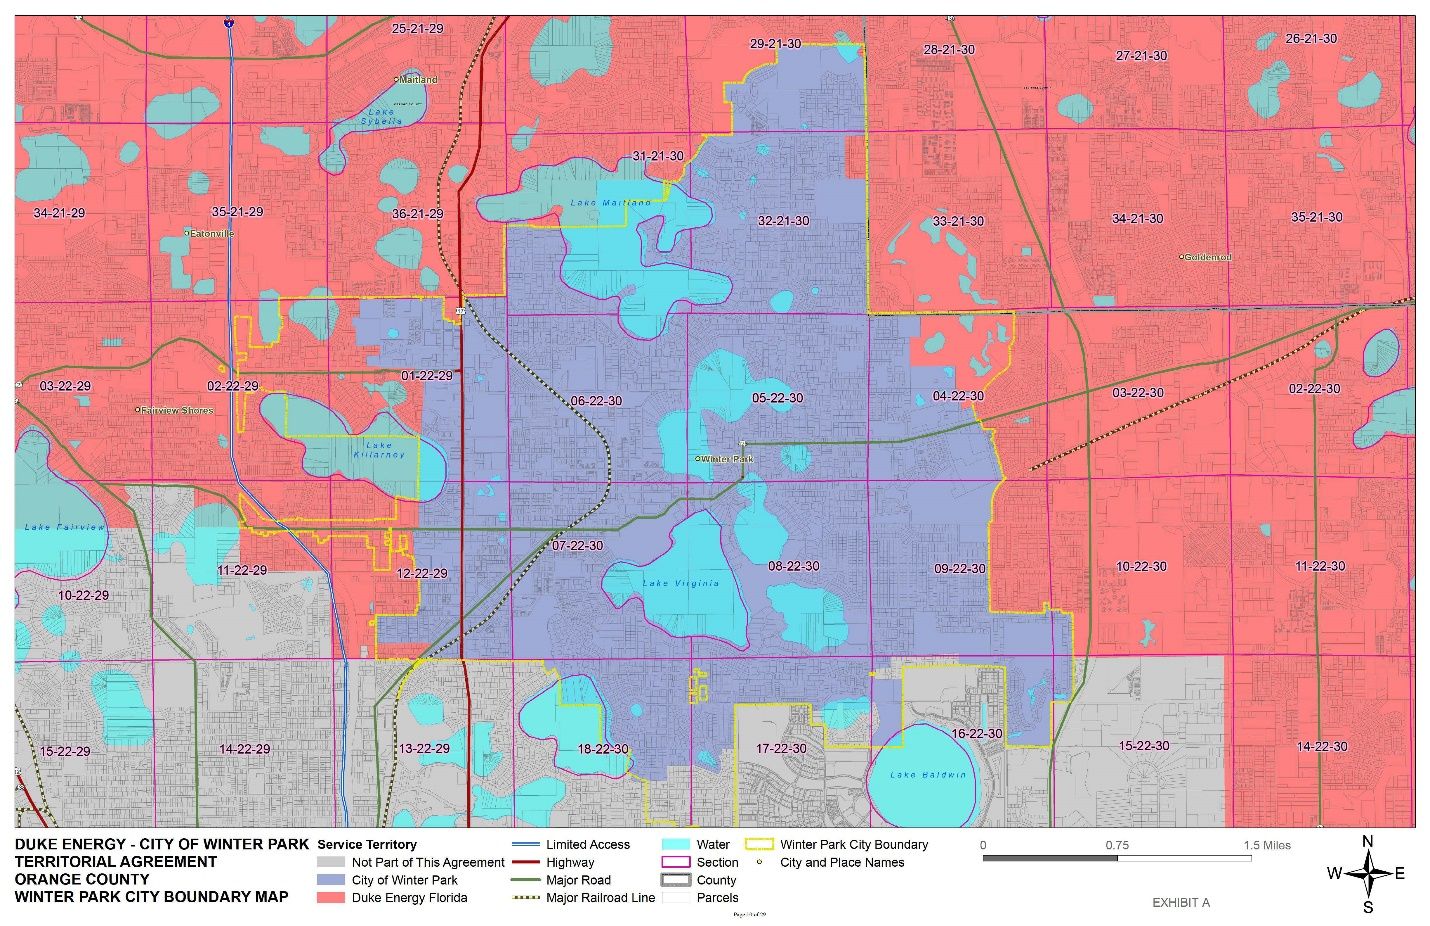 25-21-29
29-21-30
28-21-30
27-21-30
26-21-30
Maitland
Lake
Sybelia
31-21-30
34-21-29
35-21-29
36-21-29
Lake Maitland
32-21-30
33-21-30
34-21-30
35-21-30
Eatonville
Goldenrod
03-22-29
02-22-29
01-22-29
06-22-30
05-22-30
04-22-30
03-22-30
02-22-30
Fairview Shores
Lake
Killarney
Winter Park
Lake Fairview
10-22-29
11-22-29
12-22-29
07-22-30
Lake Virginia
08-22-30
09-22-30
10-22-30
11-22-30
15-22-29
14-22-29
13-22-29
18-22-30
17-22-30
16-22-30
15-22-30
14-22-30
Lake Baldwin
DUKE ENERGY - CITY OF WINTER PARK
TERRITORIAL AGREEMENT
ORANGE COUNTY
WINTER PARK CITY BOUNDARY MAP
Service Territory
Not Part of This Agreement
City of Winter Park
Duke Energy Florida
Limited Access
Highway
Major Road
Major Railroad Line
Water
Section
County
Parcels
Winter Park City Boundary
City and Place Names
0 0.75 1.5 Miles
N
W E
S
EXHIBIT A